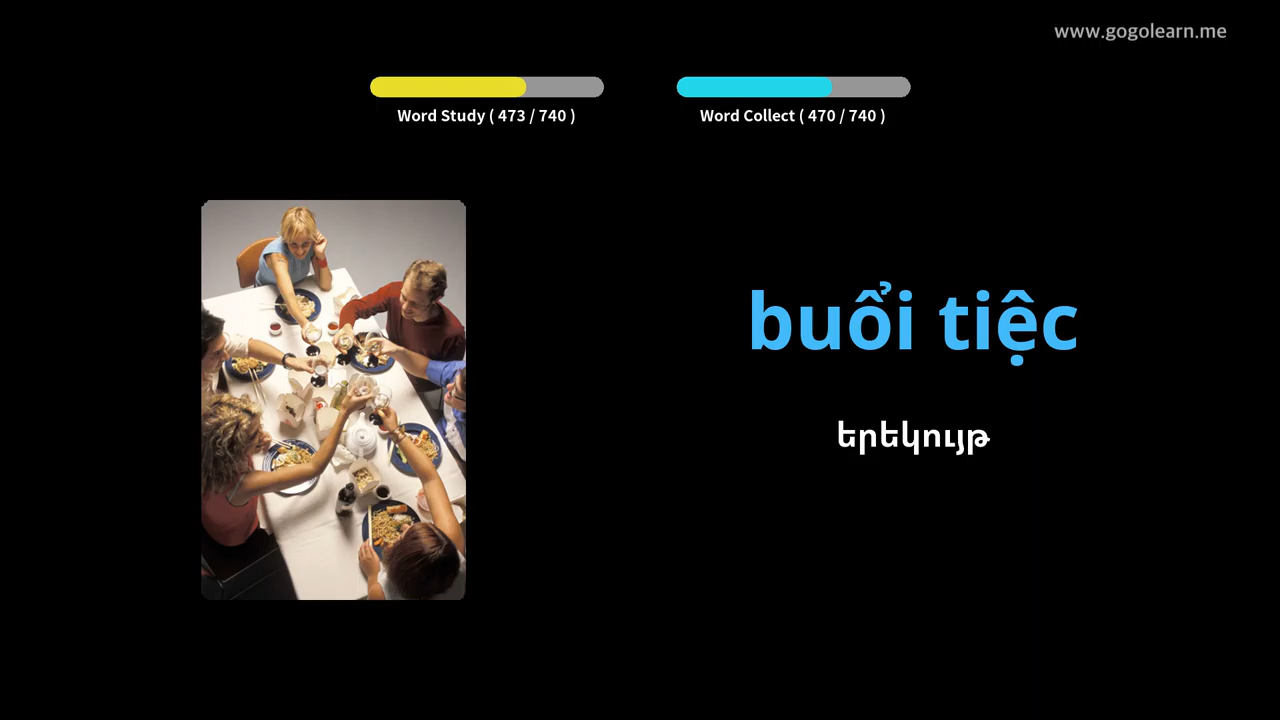 www.gogolearn.me
Word Study ( 473 / 740 )
Word Collect ( 470 / 740 )
buổi tiệc
երեկույթ